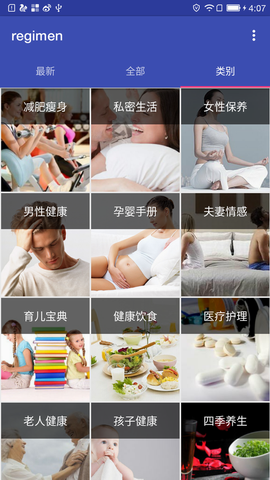 4:07
regimen
最新
全部
类别
减肥瘦身
私密生活
女性保养
男性健康
孕婴手册
夫妻情感
育儿宝典
健康饮食
医疗护理
老人健康
孩子健康
四季养生